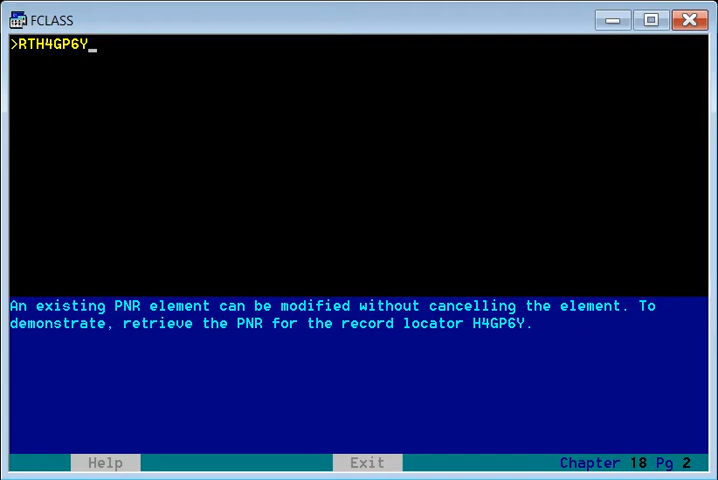 FCLASS
>RTH4GP6Y_
An existing PNR element can be modified without cancelling the element. To
demonstrate, retrieve the PNR for the record locator H4GP6Y.
Help Exit Chapter 18 Pg 2